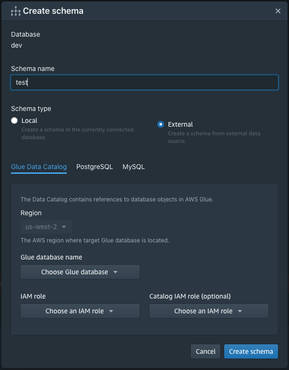 Create schema
Database
dev
Schema name
test
Schema type
Local
Create a schema in the currently connected
database.
External
Create a schema from external data
source.
Glue Data Catalog PostgreSQL MySQL
The Data Catalog contains references to database objects in AWS Glue.
Region
us-west-2
The AWS region where target Glue database is located.
Glue database name
Choose Glue database
IAM role
Choose an IAM role
Catalog IAM role (optional)
Choose an IAM role
Cancel Create schema